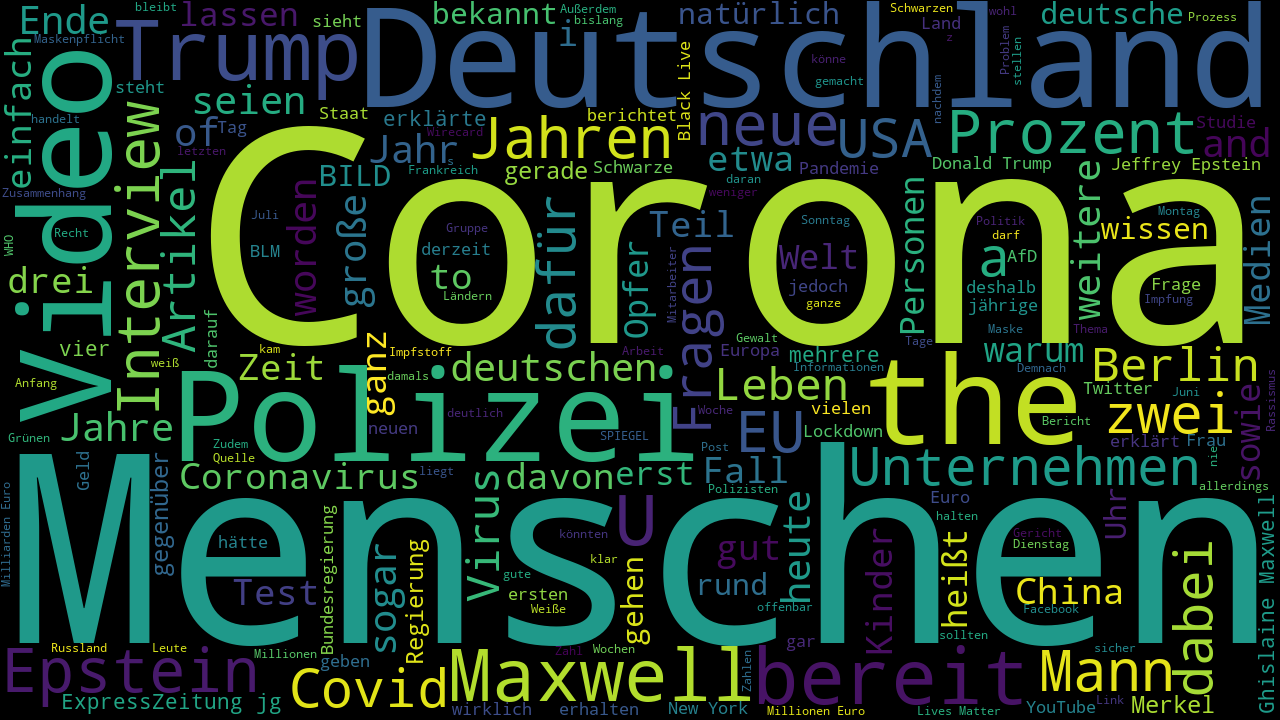 bleibt
Ende
Maskenpflicht
lassen
sieht
Trump
bekannt
Außerdem
bislang
i
Deutschland
natürlich
Schwarzen
Land
z
wohl
Problem
stellen
deutsche
Prozess
einfach
Video
steht
handelt
seien
Staat
of
Tag
letzten
erklärte
Wirecard
Jahr
s
Jahren
berichtet
Black Live
neue
könne
gemacht
USA
nachdem
Prozent
Studie
and
Interview
Artikel
Zusammenhang
BILD
Frankreich
gerade
Schwarze
etwa
daran
weniger
Pandemie
Donald Trump
Jeffrey Epstein
WHO
Recht
Corona
worden
Juli
BLM
große
Gruppe
derzeit
to
Ländern
dafür
Opfer
Teil
Mitarbeiter
Fragen
Sonntag
Welt
jedoch
ganze
Personen
Politik
darf
a
AfD
deshalb
jährige
weitere
Montag
wissen
Frage
Impfung
Medien
drei
vier
darauf
weiß
Zeit
kam
ganz
Impfstoff
damals
Gewalt
Arbeit
Europa
mehrere
Informationen
Maske
Thema
Tage
warum
Demnach
Berlin
Anfang
Grünen
Jahre
Polizei
deutschen
deutlich
neuen
Leben
Woche
vielen
the
Twitter
Juni
zwei
sowie
Rassismus
Zudem
Quelle
SPIEGEL
EU
Post
Lockdown
Bericht
erklärt
Frau
nie
Geld
gegenüber
Coronavirus
liegt
davon
erst
Fall
Polizisten
Unternehmen
allerdings
Milliarden Euro
Menschen
hätte
Test
Bundesregierung
sogar
Regierung
Virus
gute
ersten
Weiße
könnten
klar
gehen
U
gut
rund
heute
offenbar
Kinder
Euro
halten
heißt
sollten
Gericht
Dienstag
China
Facebook
Uhr
dabei
Ghislaine Maxwell
Russland
Leute
Epstein
ExpressZeitung jg
Millionen
geben
Covid
wirklich
Maxwell
erhalten
Zahl
Wochen
New York
Zahlen
bereit
gar
Millionen Euro
Lives Matter
Mann
sicher
YouTube
Link
Merkel